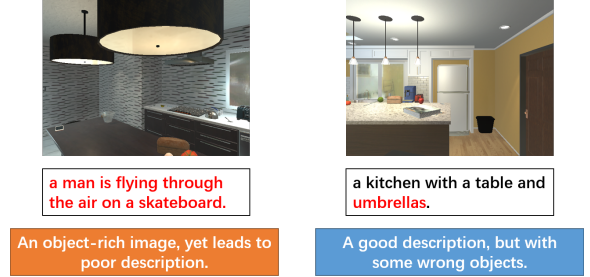 a man is flying through
the air on a skateboard.
a kitchen with a table and
umbrellas.
An object-rich image, yet leads to
poor description.
A good description, but with
some wrong objects.